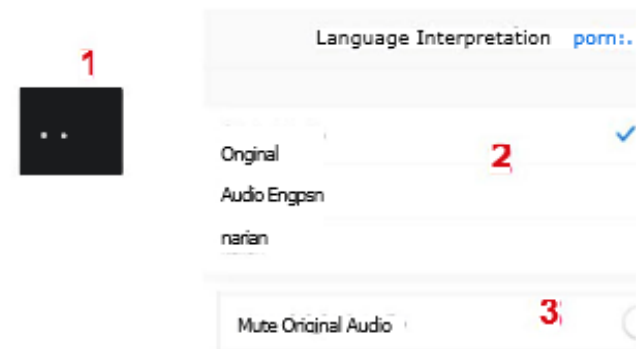 1
Language Interpretation porn:.
2
Onginal
Audio Engpsn
narian
3
Mute Original Audio